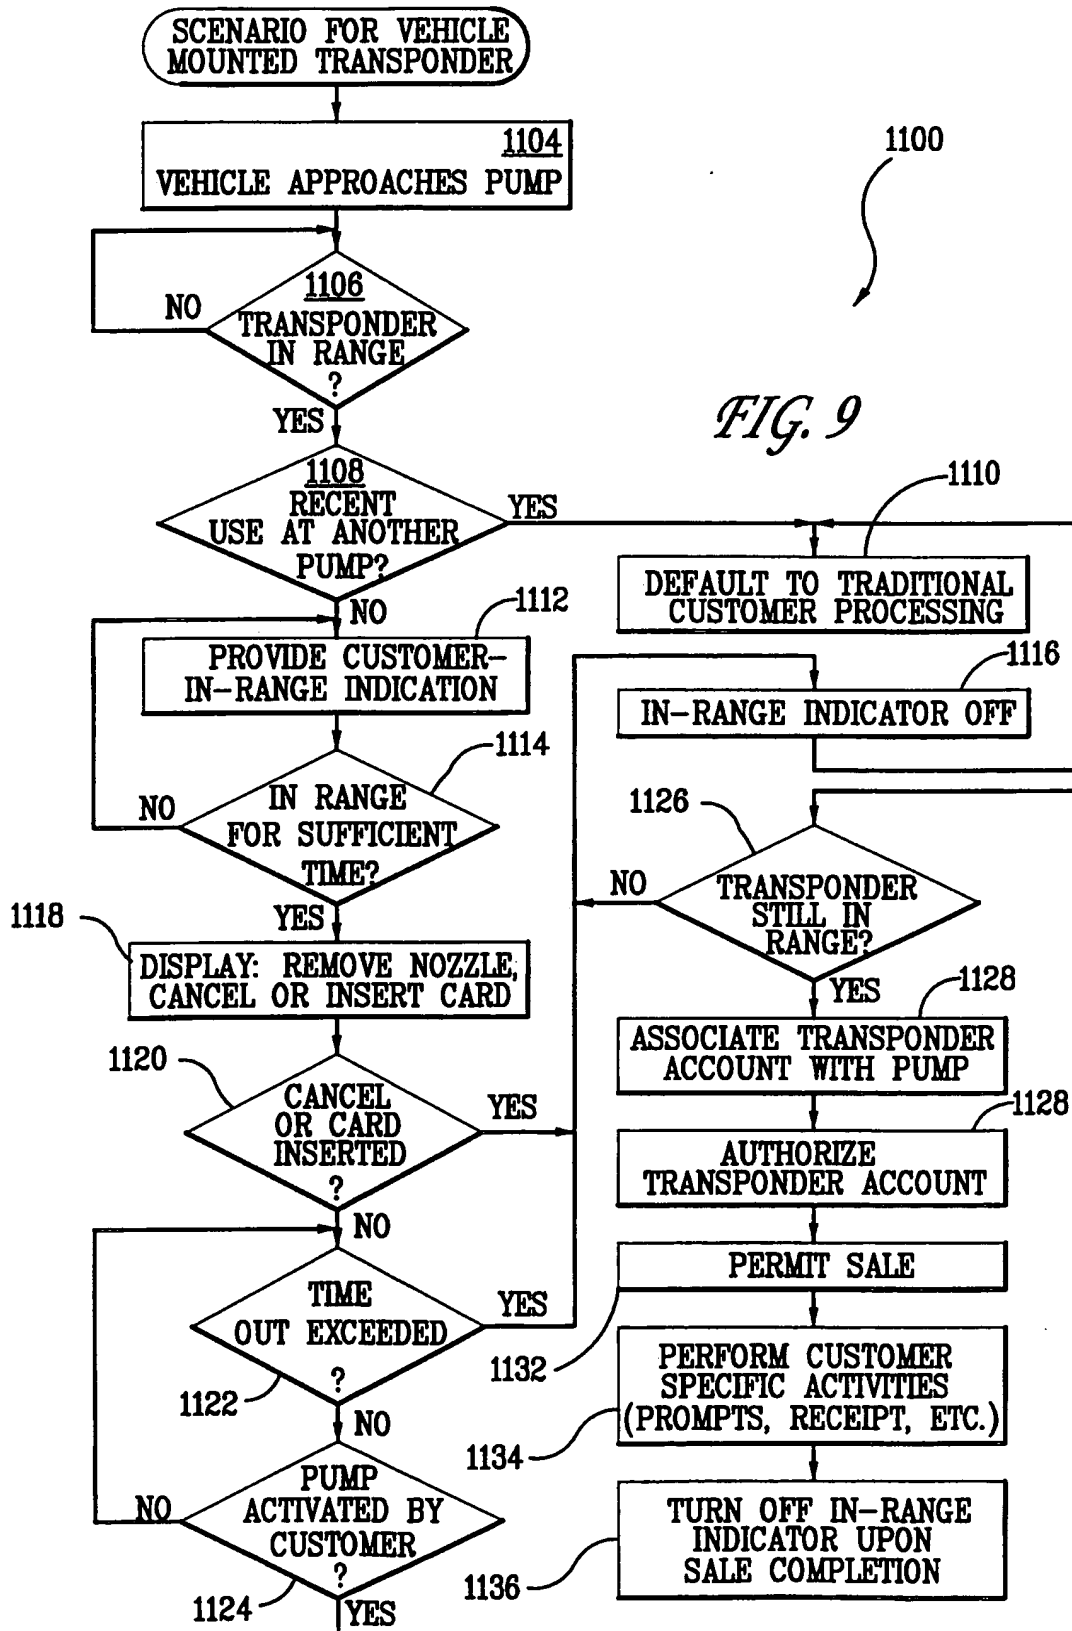 SCENARIO FOR VEHICLE
MOUNTED TRANSPONDER
1104
VEHICLE APPROACHES PUMP
1100
1106
TRANSPONDER
IN RANGE
?
NO
YES
FIG. 9
1108
RECENT
USE AT ANOTHER
PUMP?
YES
NO
1110
DEFAULT TO TRADITIONAL
CUSTOMER PROCESSING
1112
PROVIDE CUSTOMER-
IN-RANGE INDICATION
1116
IN-RANGE INDICATOR OFF
1114
IN RANGE
FOR SUFFICIENT
TIME?
NO
YES
1118
DISPLAY: REMOVE NOZZLE,
CANCEL OR INSERT CARD
1120
CANCEL
OR CARD
INSERTED
?
YES
NO
TIME
OUT EXCEEDED
?
YES
1122
NO
PUMP
ACTIVATED BY
CUSTOMER
?
NO
1124
YES
1126
TRANSPONDER
STILL IN
RANGE?
NO
YES
1128
ASSOCIATE TRANSPONDER
ACCOUNT WITH PUMP
1128
AUTHORIZE
TRANSPONDER ACCOUNT
PERMIT SALE
1132
PERFORM CUSTOMER
SPECIFIC ACTIVITIES
(PROMPTS, RECEIPT, ETC.)
1134
TURN OFF IN-RANGE
INDICATOR UPON
SALE COMPLETION
1136